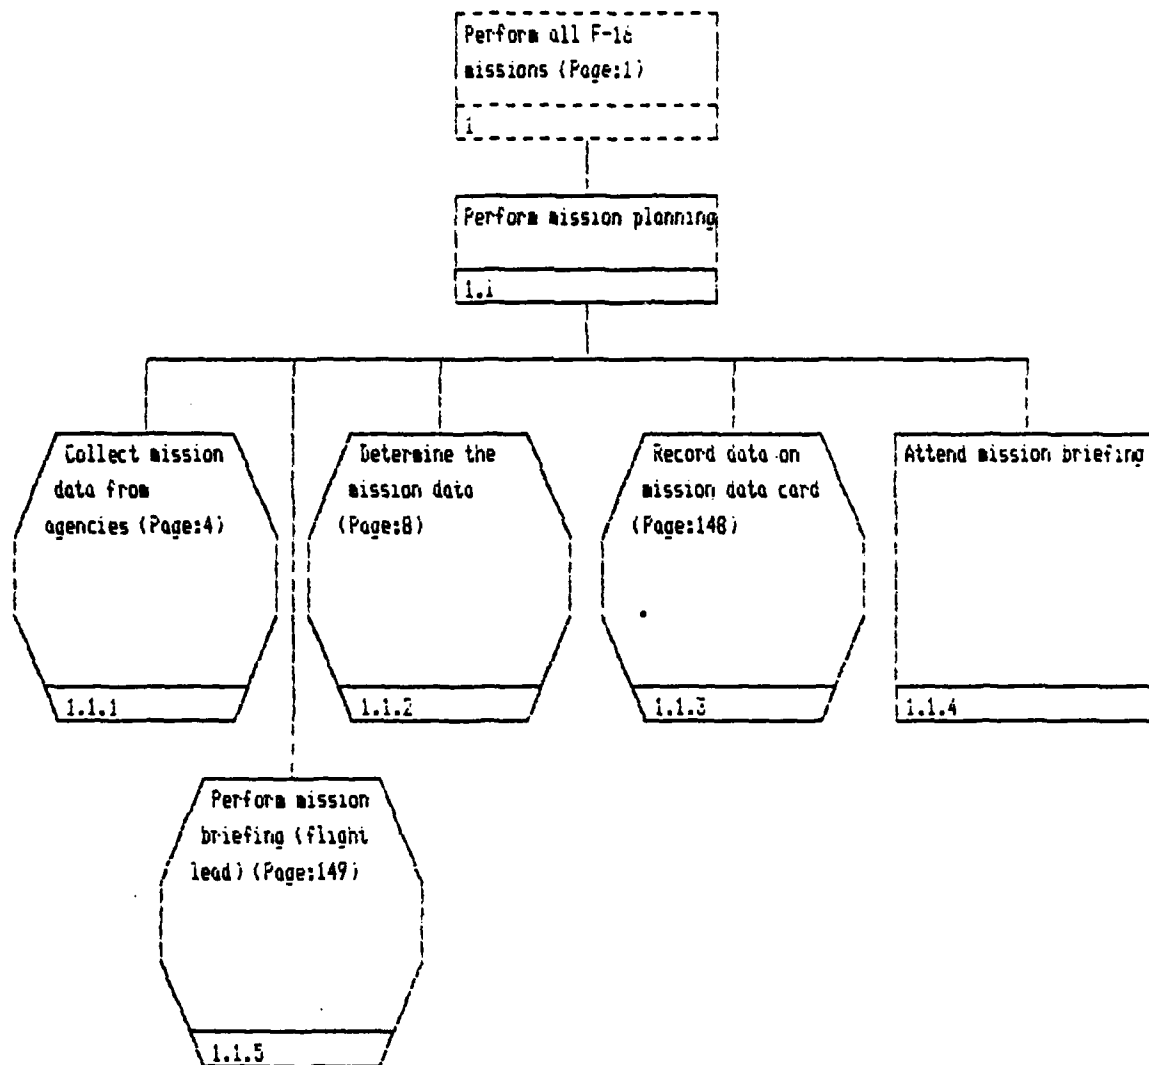 Perform all F-16
missions (Page:1)
1
Perform mission planning
1.1
Collect mission
data from
agencies (Page:4)
1.1.1
Determine the
mission data
(Page:8)
1.1.2
Record data on
mission data card
(Page:148)
1.1.3
Attend mission briefing
1.1.4
Perform mission
briefing (flight
lead) (Page:149)
1.1.5